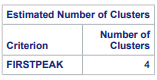 Estimated Number of Clusters
Criterion Number of Clusters
FIRSTPEAK 4